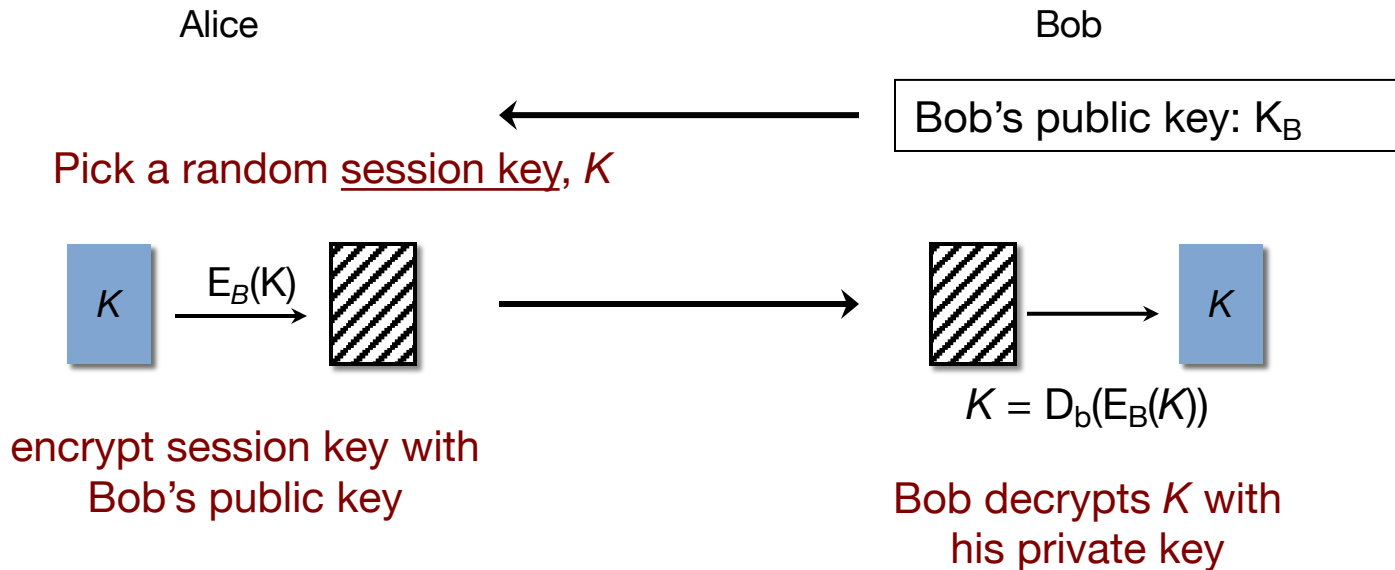 Alice
Bob
Bob’s public key: K_B
Pick a random session key, K
K
E_B(K)
K
K = D_b(E_B(K))
encrypt session key with
Bob’s public key
Bob decrypts K with
his private key